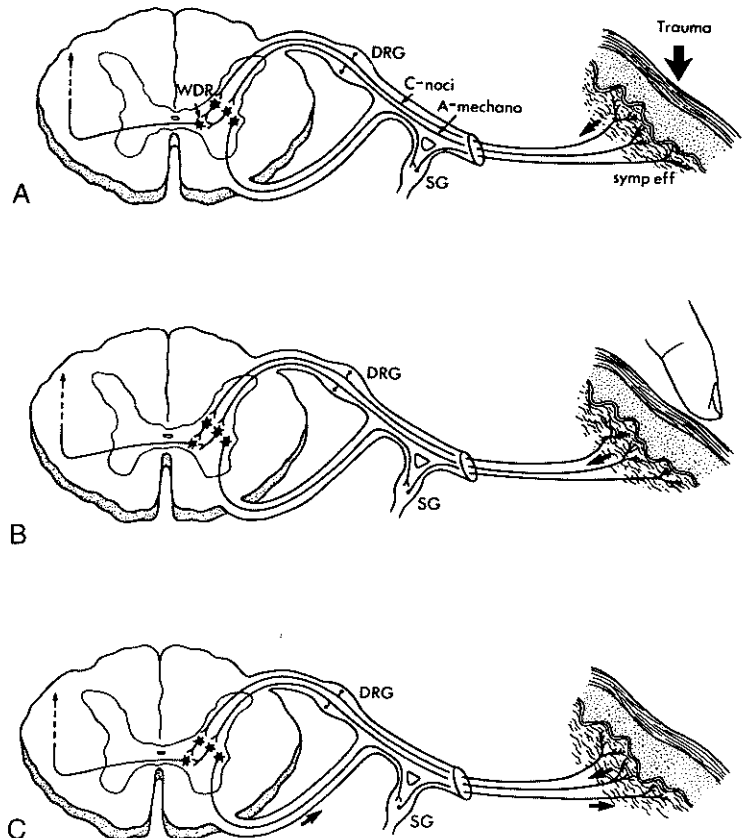 Trauma
DRG
C-noci
WDR
A-mechano
SG
symp eff
A
DRG
SG
B
DRG
SG
C